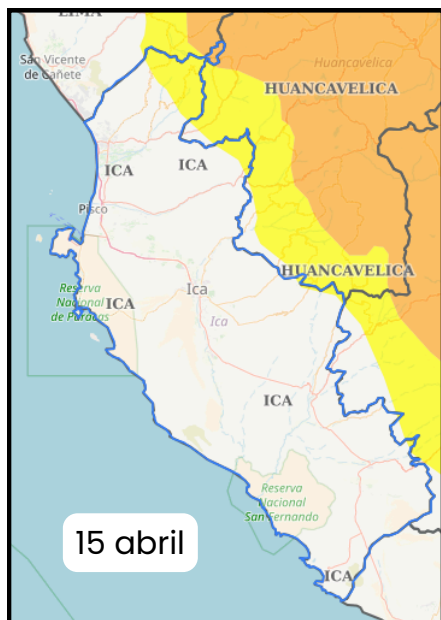 LIMA
San Vicente
de Cañete
Huancavelica
HUANCAVELICA
ICA
ICA
Pisco
HUANCAVELICA
Reserva
Nacional
de Paracas
ICA
Ica
Ica
ICA
Reserva
Nacional
San Fernando
15 abril
ICA